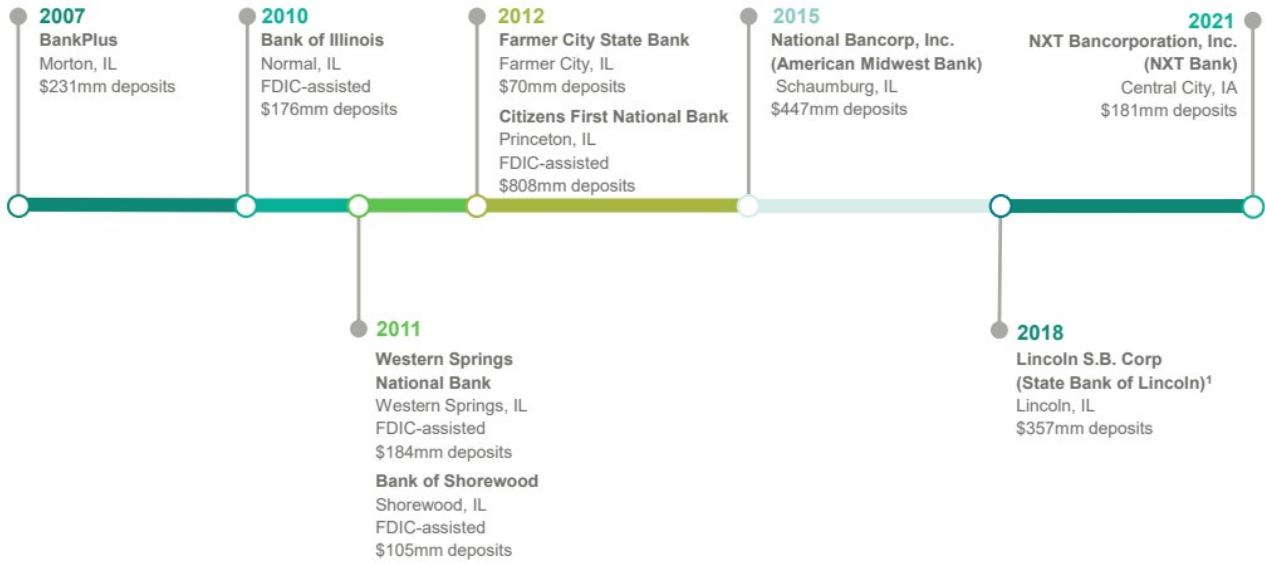 2007
BankPlus
Morton, IL
$231mm deposits
2010
Bank of Illinois
Normal, IL
FDIC-assisted
$176mm deposits
2012
Farmer City State Bank
Farmer City, IL
$70mm deposits
Citizens First National Bank
Princeton, IL
FDIC-assisted
$808mm deposits
2015
National Bancorp, Inc.
(American Midwest Bank)
Schaumburg, IL
$447mm deposits
2021
NXT Bancorporation, Inc.
(NXT Bank)
Central City, IA
$181mm deposits
2011
Western Springs
National Bank
Western Springs, IL
FDIC-assisted
$184mm deposits
Bank of Shorewood
Shorewood, IL
FDIC-assisted
$105mm deposits
2018
Lincoln S.B. Corp
(State Bank of Lincoln)¹
Lincoln, IL
$357mm deposits